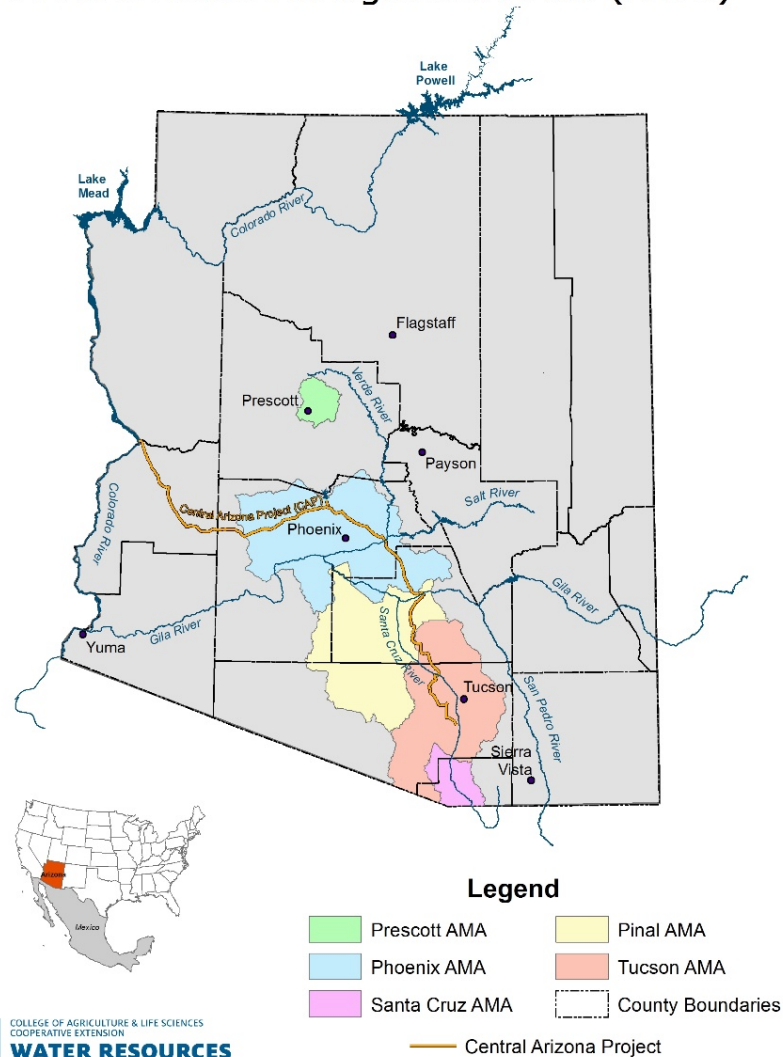 Lake
Powell
Lake
Mead
Colorado River
Flagstaff
Verde River
Prescott
Payson
Salt River
Central Arizona Project (CAP)
Phoenix
Colorado River
Gila River
Gila River
Yuma
Santa Cruz River
Tucson
San Pedro River
Sierra
Vista
Arizona
Mexico
Legend
Prescott AMA
Pinal AMA
Phoenix AMA
Tucson AMA
Santa Cruz AMA
County Boundaries
Central Arizona Project
COLLEGE OF AGRICULTURE & LIFE SCIENCES
COOPERATIVE EXTENSION
WATER RESOURCES